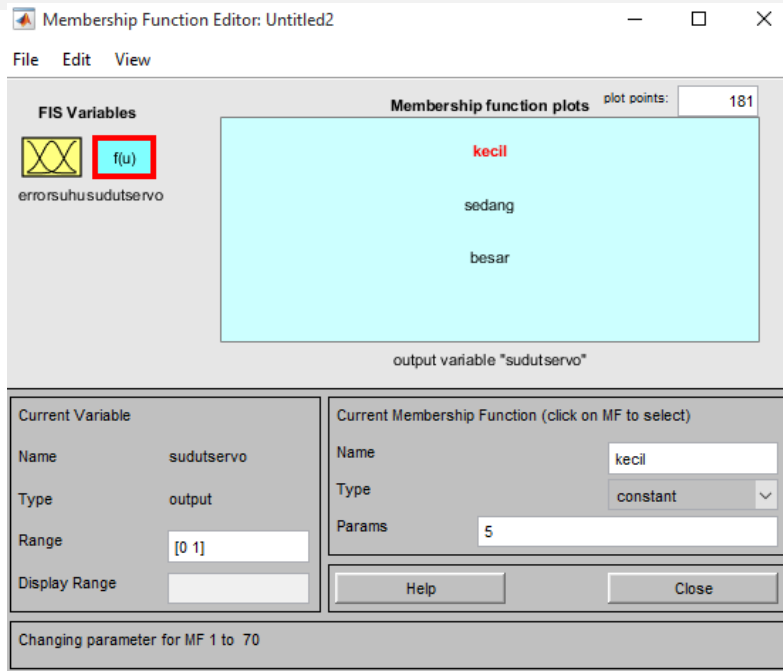 Membership Function Editor: Untitled2
File Edit View
FIS Variables
f(u)
errorsuhu sudutservo
Membership function plots
plot points: 181
kecil
sedang
besar
output variable "sudutservo"
Current Variable
Name sudutservo
Type output
Range [0 1]
Display Range
Current Membership Function (click on MF to select)
Name kecil
Type constant
Params 5
Help Close
Changing parameter for MF 1 to 70